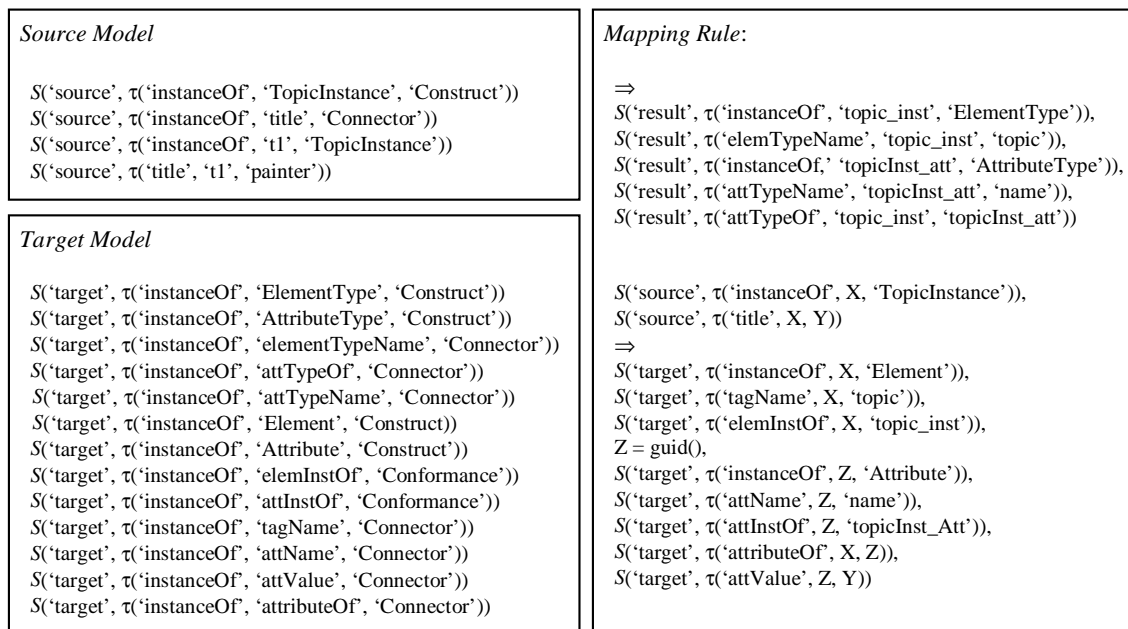 Source Model
S(‘source’, τ(‘instanceOf’, ‘TopicInstance’, ‘Construct’))
S(‘source’, τ(‘instanceOf’, ‘title’, ‘Connector’))
S(‘source’, τ(‘instanceOf’, ‘t1’, ‘TopicInstance’))
S(‘source’, τ(‘title’, ‘t1’, ‘painter’))
Target Model
S(‘target’, τ(‘instanceOf’, ‘ElementType’, ‘Construct’))
S(‘target’, τ(‘instanceOf’, ‘AttributeType’, ‘Construct’))
S(‘target’, τ(‘instanceOf’, ‘elementTypeName’, ‘Connector’))
S(‘target’, τ(‘instanceOf’, ‘attTypeOf’, ‘Connector’))
S(‘target’, τ(‘instanceOf’, ‘attTypeName’, ‘Connector’))
S(‘target’, τ(‘instanceOf’, ‘Element’, ‘Construct))
S(‘target’, τ(‘instanceOf’, ‘Attribute’, ‘Construct’))
S(‘target’, τ(‘instanceOf’, ‘elemInstOf’, ‘Conformance’))
S(‘target’, τ(‘instanceOf’, ‘attInstOf’, ‘Conformance’))
S(‘target’, τ(‘instanceOf’, ‘tagName’, ‘Connector’))
S(‘target’, τ(‘instanceOf’, ‘attName’, ‘Connector’))
S(‘target’, τ(‘instanceOf’, ‘attValue’, ‘Connector’))
S(‘target’, τ(‘instanceOf’, ‘attributeOf’, ‘Connector’))
Mapping Rule:
⇒
S(‘result’, τ(‘instanceOf’, ‘topic_inst’, ‘ElementType’)),
S(‘result’, τ(‘elemTypeName’, ‘topic_inst’, ‘topic’)),
S(‘result’, τ(‘instanceOf,’ ‘topicInst_att’, ‘AttributeType’)),
S(‘result’, τ(‘attTypeName’, ‘topicInst_att’, ‘name’)),
S(‘result’, τ(‘attTypeOf’, ‘topic_inst’, ‘topicInst_att’))
S(‘source’, τ(‘instanceOf’, X, ‘TopicInstance’)),
S(‘source’, τ(‘title’, X, Y))
⇒
S(‘target’, τ(‘instanceOf’, X, ‘Element’)),
S(‘target’, τ(‘tagName’, X, ‘topic’)),
S(‘target’, τ(‘elemInstOf’, X, ‘topic_inst’)),
Z = guid(),
S(‘target’, τ(‘instanceOf’, Z, ‘Attribute’)),
S(‘target’, τ(‘attName’, Z, ‘name’)),
S(‘target’, τ(‘attInstOf’, Z, ‘topicInst_Att’)),
S(‘target’, τ(‘attributeOf’, X, Z)),
S(‘target’, τ(‘attValue’, Z, Y))